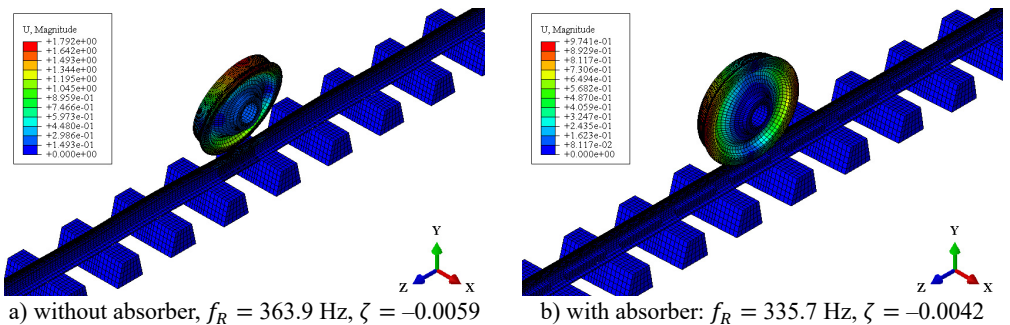 U, Magnitude
+1.792e+00
+1.642e+00
+1.493e+00
+1.344e+00
+1.195e+00
+1.045e+00
+8.959e-01
+7.466e-01
+5.973e-01
+4.480e-01
+2.986e-01
+1.493e-01
+0.000e+00
Y
Z
X
a) without absorber, f_R = 363.9 Hz, ζ = –0.0059
U, Magnitude
+9.741e-01
+8.929e-01
+8.117e-01
+7.306e-01
+6.494e-01
+5.682e-01
+4.870e-01
+4.059e-01
+3.247e-01
+2.435e-01
+1.623e-01
+8.117e-02
+0.000e+00
Y
Z
X
b) with absorber: f_R = 335.7 Hz, ζ = –0.0042